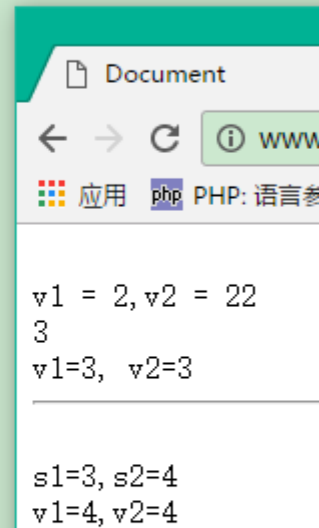 Document
www
应用 php PHP: 语言参
v1 = 2,v2 = 22
3
v1=3, v2=3
s1=3,s2=4
v1=4,v2=4